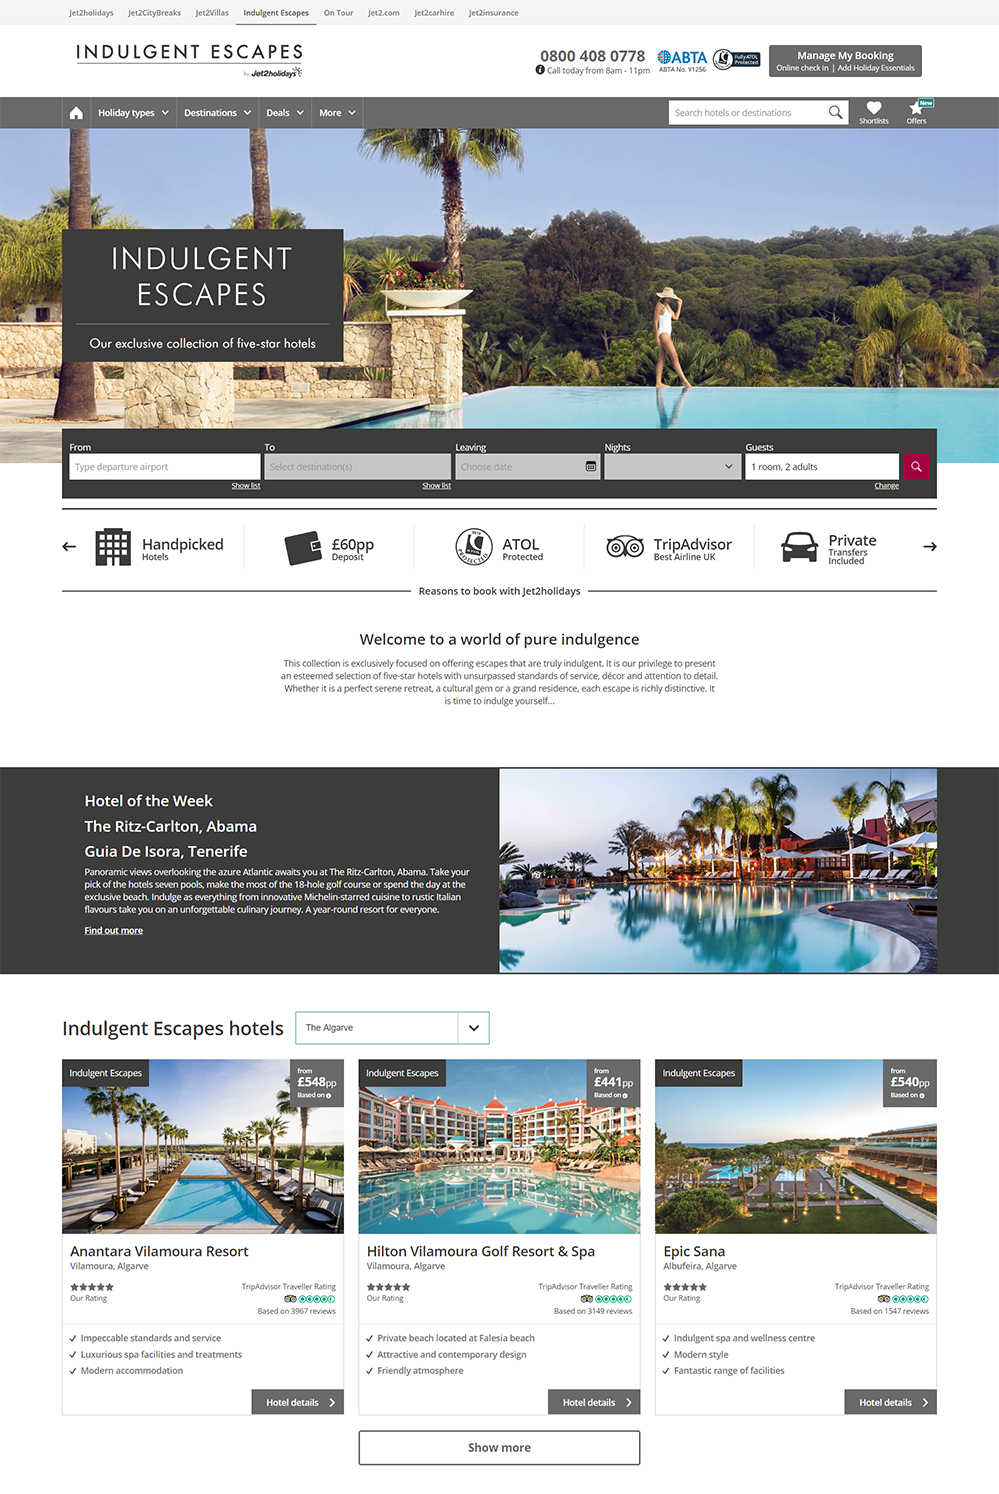 Jet2holidays Jet2CityBreaks Jet2Villas Indulgent Escapes On Tour Jet2.com Jet2carhire Jet2insurance
INDULGENT ESCAPES
by Jet2holidays
0800 408 0778
Call today from 8am - 11pm
ABTA
ABTA No. Y1256
Fully ATOL
Protected
Manage My Booking
Online check in | Add Holiday Essentials
Holiday types Destinations Deals More
Search hotels or destinations
Shortlists
New
Offers
INDULGENT
ESCAPES
Our exclusive collection of five-star hotels
From To Leaving Nights Guests
Type departure airport Select destination(s) Choose date 1 room, 2 adults
Show list Show list Change
Handpicked
Hotels
£60pp
Deposit
ATOL
PROTECTED
ATOL
Protected
TripAdvisor
Best Airline UK
Private
Transfers
Included
Reasons to book with Jet2holidays
Welcome to a world of pure indulgence
This collection is exclusively focused on offering escapes that are truly indulgent. It is our privilege to present
an esteemed selection of five-star hotels with unsurpassed standards of service, décor and attention to detail.
Whether it is a perfect serene retreat, a cultural gem or a grand residence, each escape is richly distinctive. It
is time to indulge yourself...
Hotel of the Week
The Ritz-Carlton, Abama
Guia De Isora, Tenerife
Panoramic views overlooking the azure Atlantic awaits you at The Ritz-Carlton, Abama. Take your
pick of the hotels seven pools, make the most of the 18-hole golf course or spend the day at the
exclusive beach. Indulge as everything from innovative Michelin-starred cuisine to rustic Italian
flavours take you on an unforgettable culinary journey. A year-round resort for everyone.
Find out more
Indulgent Escapes hotels
The Algarve
Indulgent Escapes
from
£548pp
Based on
Anantara Vilamoura Resort
Vilamoura, Algarve
Our Rating
TripAdvisor Traveller Rating
Based on 3967 reviews
Impeccable standards and service
Luxurious spa facilities and treatments
Modern accommodation
Hotel details
Indulgent Escapes
from
£441pp
Based on
Hilton Vilamoura Golf Resort & Spa
Vilamoura, Algarve
Our Rating
TripAdvisor Traveller Rating
Based on 3149 reviews
Private beach located at Falesia beach
Attractive and contemporary design
Friendly atmosphere
Hotel details
Indulgent Escapes
from
£540pp
Based on
Epic Sana
Albufeira, Algarve
Our Rating
TripAdvisor Traveller Rating
Based on 1547 reviews
Indulgent spa and wellness centre
Modern style
Fantastic range of facilities
Hotel details
Show more